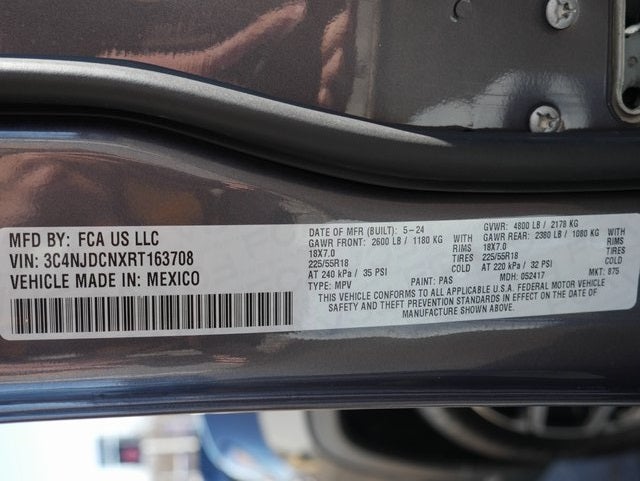 MFD BY: FCA US LLC
VIN: 3C4NJDCNXRT163708
VEHICLE MADE IN: MEXICO
DATE OF MFR (BUILT): 5-24 GVWR: 4800 LB / 2178 KG
GAWR FRONT: 2600 LB / 1180 KG WITH GAWR REAR: 2380 LB / 1080 KG WITH
18X7.0 RIMS 18X7.0 RIMS
225/55R18 TIRES 225/55R18 TIRES
AT 240 kPa / 35 PSI COLD AT 220 kPa / 32 PSI COLD
TYPE: MPV PAINT: PAS MDH: 052417 MKT: 875
THIS VEHICLE CONFORMS TO ALL APPLICABLE U.S.A. FEDERAL MOTOR VEHICLE
SAFETY AND THEFT PREVENTION STANDARDS IN EFFECT ON THE DATE OF
MANUFACTURE SHOWN ABOVE.